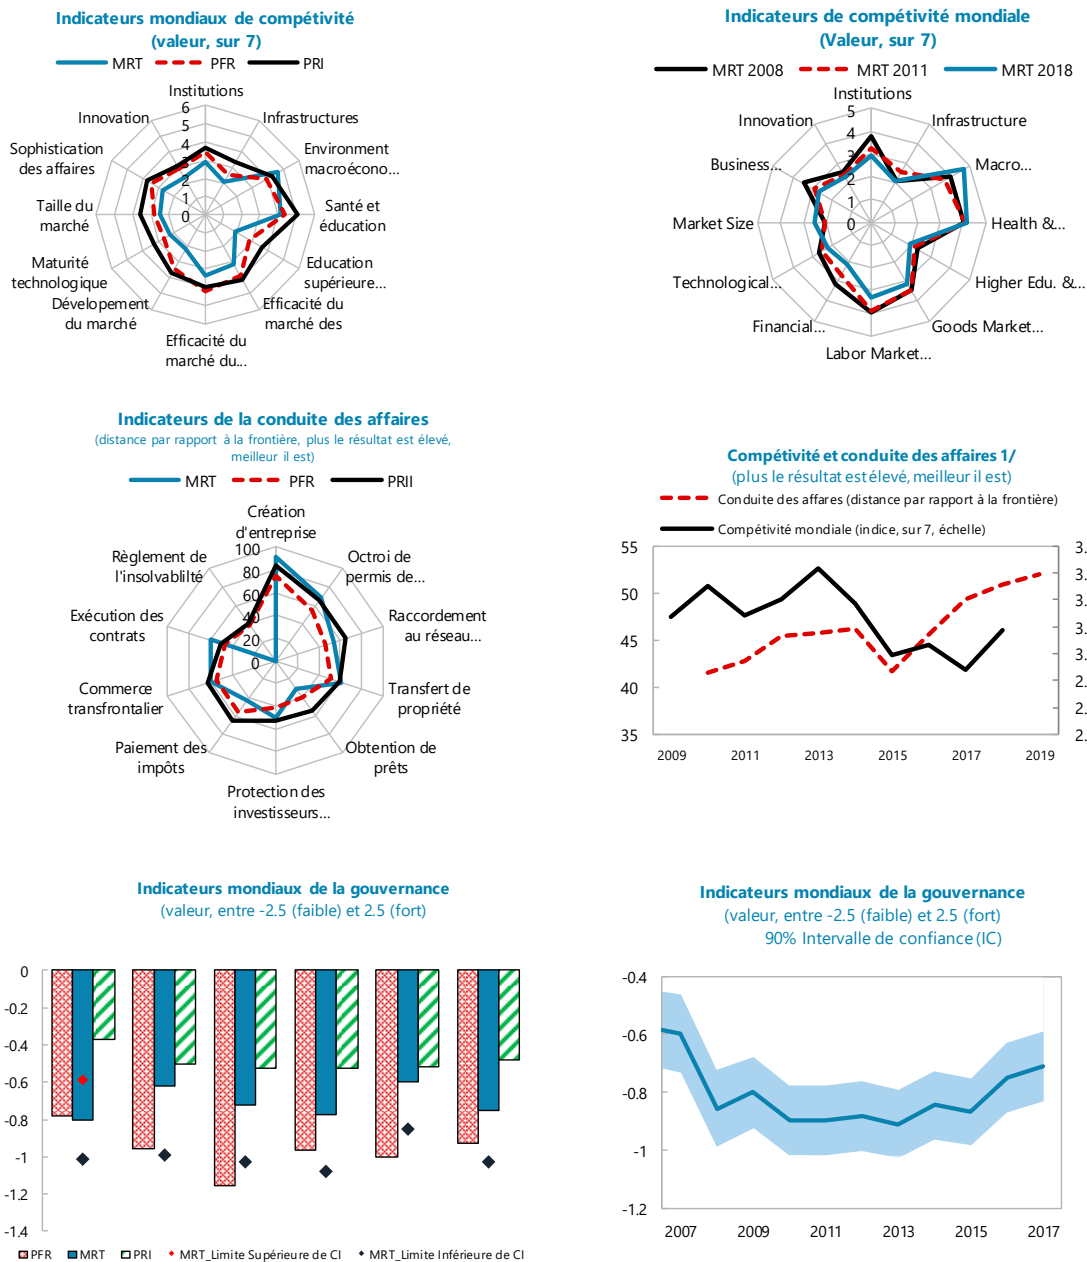 Indicateurs mondiaux de compétivité
(valeur, sur 7)
MRT PFR PRI
Institutions
Infrastructures
Environment
macroécono...
Santé et
éducation
Education
supérieure...
Efficacité du
marché des
Efficacité du
marché du...
Dévelopement
du marché
Maturité
technologique
Taille du
marché
Sophistication
des affaires
Innovation
6
5
4
3
2
1
0
Indicateurs de compétivité mondiale
(Valeur, sur 7)
MRT 2008 MRT 2011 MRT 2018
Institutions
Infrastructure
Macro...
Health &...
Higher Edu. &...
Goods Market...
Labor Market...
Financial...
Technological...
Market Size
Business...
Innovation
5
4
3
2
1
0
Indicateurs de la conduite des affaires
(distance par rapport à la frontière, plus le résultat est élevé,
meilleur il est)
MRT PFR PRII
Création
d'entreprise
Octroi de
permis de...
Raccordement
au réseau...
Transfert de
propriété
Obtention de
prêts
Protection des
investisseurs...
Paiement des
impôts
Commerce
transfrontalier
Exécution des
contrats
Règlement de
l'insolvablilté
100
80
60
40
20
0
Compétivité et conduite des affaires 1/
(plus le résultat est élevé, meilleur il est)
Conduite des affares (distance par rapport à la frontière)
Compétivité mondiale (indice, sur 7, échelle)
55
50
45
40
35
3.
3.
3.
3.
3.
2.
2.
2.
2009 2011 2013 2015 2017 2019
Indicateurs mondiaux de la gouvernance
(valeur, entre -2.5 (faible) et 2.5 (fort)
0
-0.2
-0.4
-0.6
-0.8
-1
-1.2
-1.4
PFR MRT PRI MRT_Limite Supérieure de CI MRT_Limite Inférieure de CI
Indicateurs mondiaux de la gouvernance
(valeur, entre -2.5 (faible) et 2.5 (fort)
90% Intervalle de confiance (IC)
-0.4
-0.6
-0.8
-1
-1.2
2007 2009 2011 2013 2015 2017